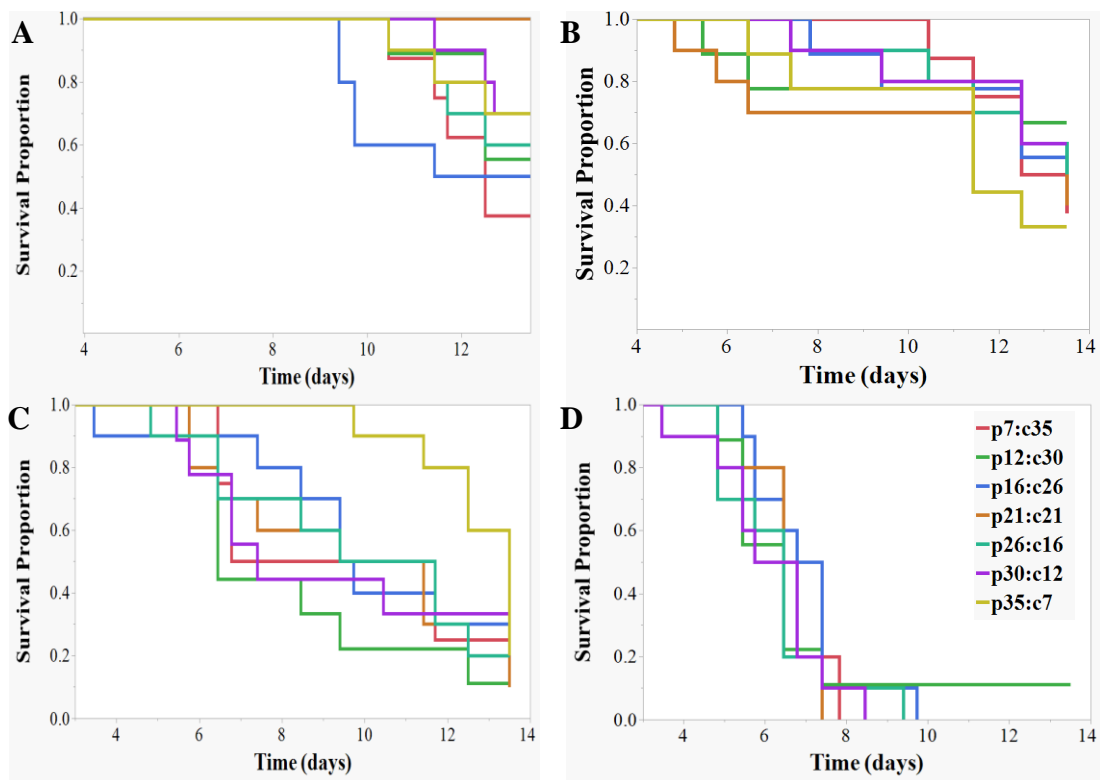 A
Survival Proportion
1.0
0.8
0.6
0.4
0.2
4 6 8 10 12
Time (days)
B
Survival Proportion
1.0
0.8
0.6
0.4
0.2
4 6 8 10 12 14
Time (days)
C
Survival Proportion
1.0
0.8
0.6
0.4
0.2
0.0
4 6 8 10 12 14
Time (days)
D
Survival Proportion
1.0
0.8
0.6
0.4
0.2
0.0
4 6 8 10 12 14
Time (days)
p7:c35
p12:c30
p16:c26
p21:c21
p26:c16
p30:c12
p35:c7